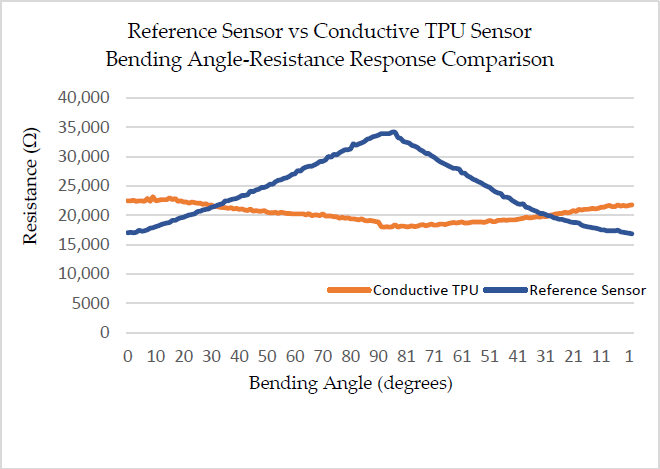 Reference Sensor vs Conductive TPU Sensor
Bending Angle-Resistance Response Comparison
Resistance (Ω)
40,000
35,000
30,000
25,000
20,000
15,000
10,000
5000
0
Conductive TPU Reference Sensor
0 10 20 30 40 50 60 70 80 90 81 71 61 51 41 31 21 11 1
Bending Angle (degrees)